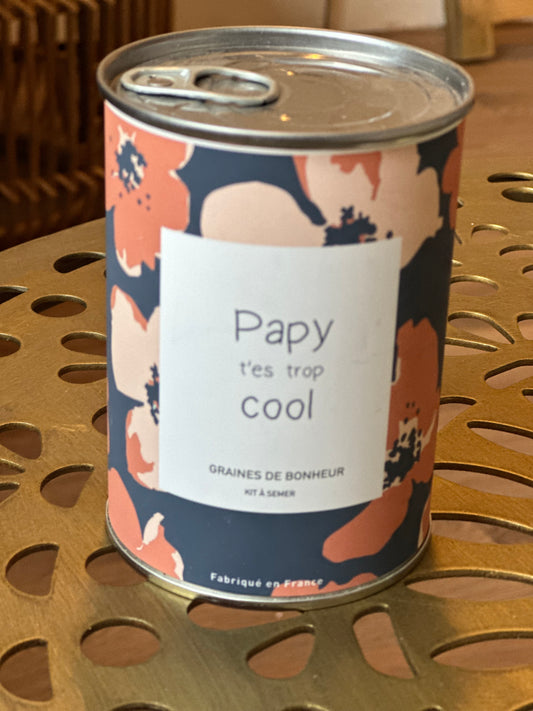 Papy
t'es trop
cool
GRAINES DE BONHEUR
KIT À SEMER
Fabriqué en France